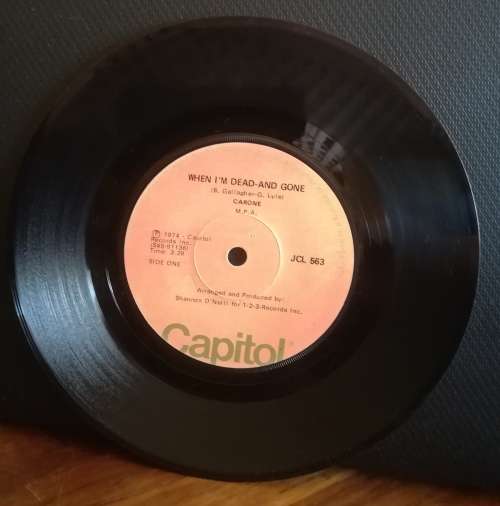 WHEN I'M DEAD-AND GONE
(B. Gallagher-G. Lyle)
CARONE
M.P.A.
Ⓟ 1974 - Capitol
Records Inc.
Time: 3.29
JCL 563
SIDE ONE
Arranged and Produced by:
Shannon O'Neill for 1-2-3-Records Inc.
Capitol®